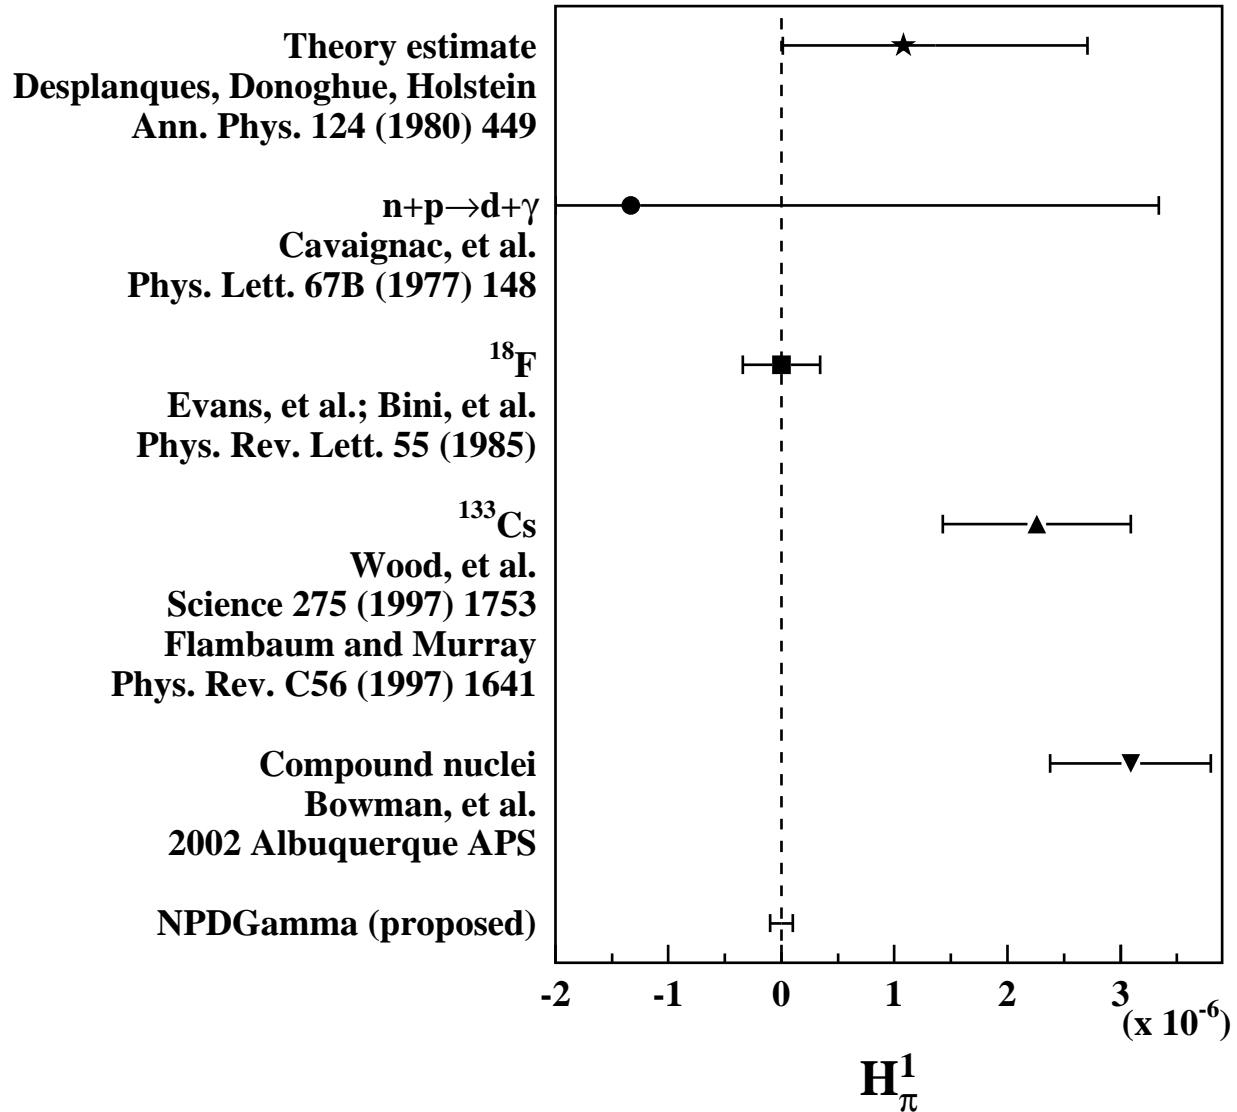 Theory estimate
Desplanques, Donoghue, Holstein
Ann. Phys. 124 (1980) 449
n+p→d+γ
Cavaignac, et al.
Phys. Lett. 67B (1977) 148
¹⁸F
Evans, et al.; Bini, et al.
Phys. Rev. Lett. 55 (1985)
¹³³Cs
Wood, et al.
Science 275 (1997) 1753
Flambaum and Murray
Phys. Rev. C56 (1997) 1641
Compound nuclei
Bowman, et al.
2002 Albuquerque APS
NPDGamma (proposed)
-2 -1 0 1 2 3
(x 10⁻⁶)
H¹π